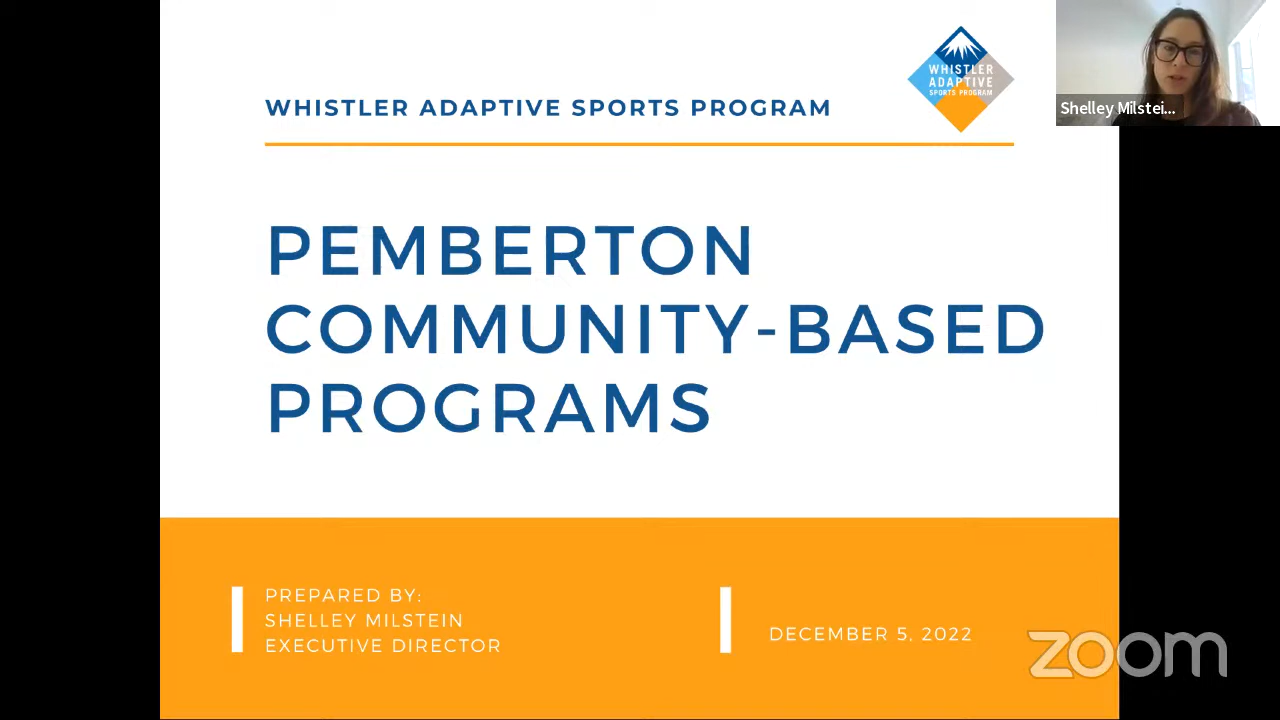 WHISTLER ADAPTIVE SPORTS PROGRAM
WHISTLER
ADAPTIVE
SPORTS PROGRAM
Shelley Milstei...
PEMBERTON
COMMUNITY-BASED
PROGRAMS
PREPARED BY:
SHELLEY MILSTEIN
EXECUTIVE DIRECTOR
DECEMBER 5, 2022
zoom